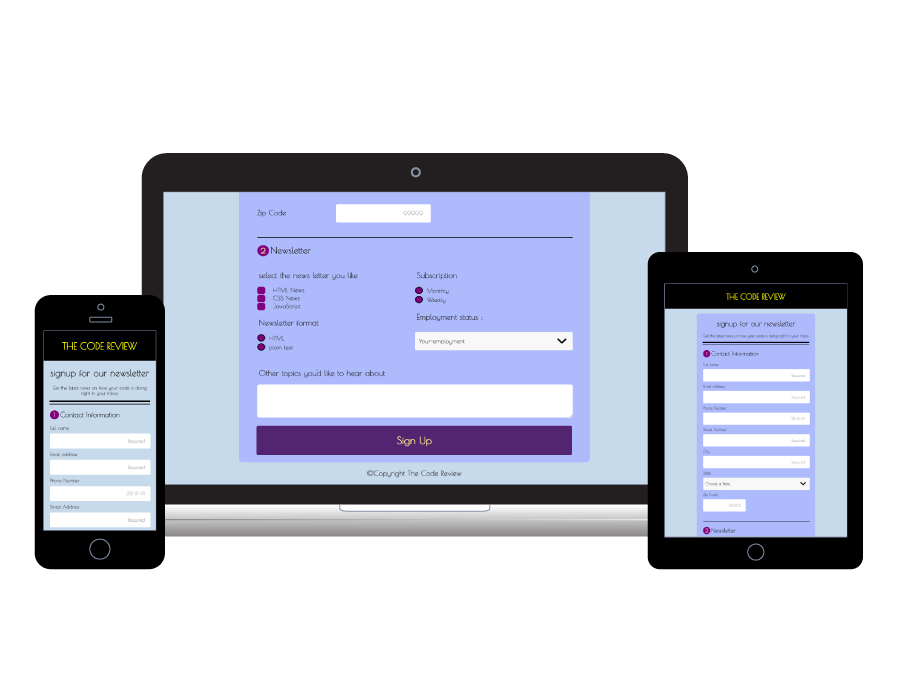 Zip Code
99999
2 Newsletter
select the news letter you like
HTML News
CSS News
JavaScript
Newsletter format
HTML
plain text
Subscription
Monthly
Weekly
Employment status :
Your-employment
Other topics you'd like to hear about
Sign Up
©Copyright The Code Review
THE CODE REVIEW
signup for our newsletter
Get the latest news on how your code is doing
right in your inbox
1 Contact Information
Full name
Required
Email address
Required
Phone Number
Street Address
Required
THE CODE REVIEW
signup for our newsletter
Get the latest news on how your code is doing right in your inbox
1 Contact Information
Full name
Required
Email address
Required
Phone Number
Street Address
Required
City
Required
State
Choose a State
Zip Code
99999
2 Newsletter